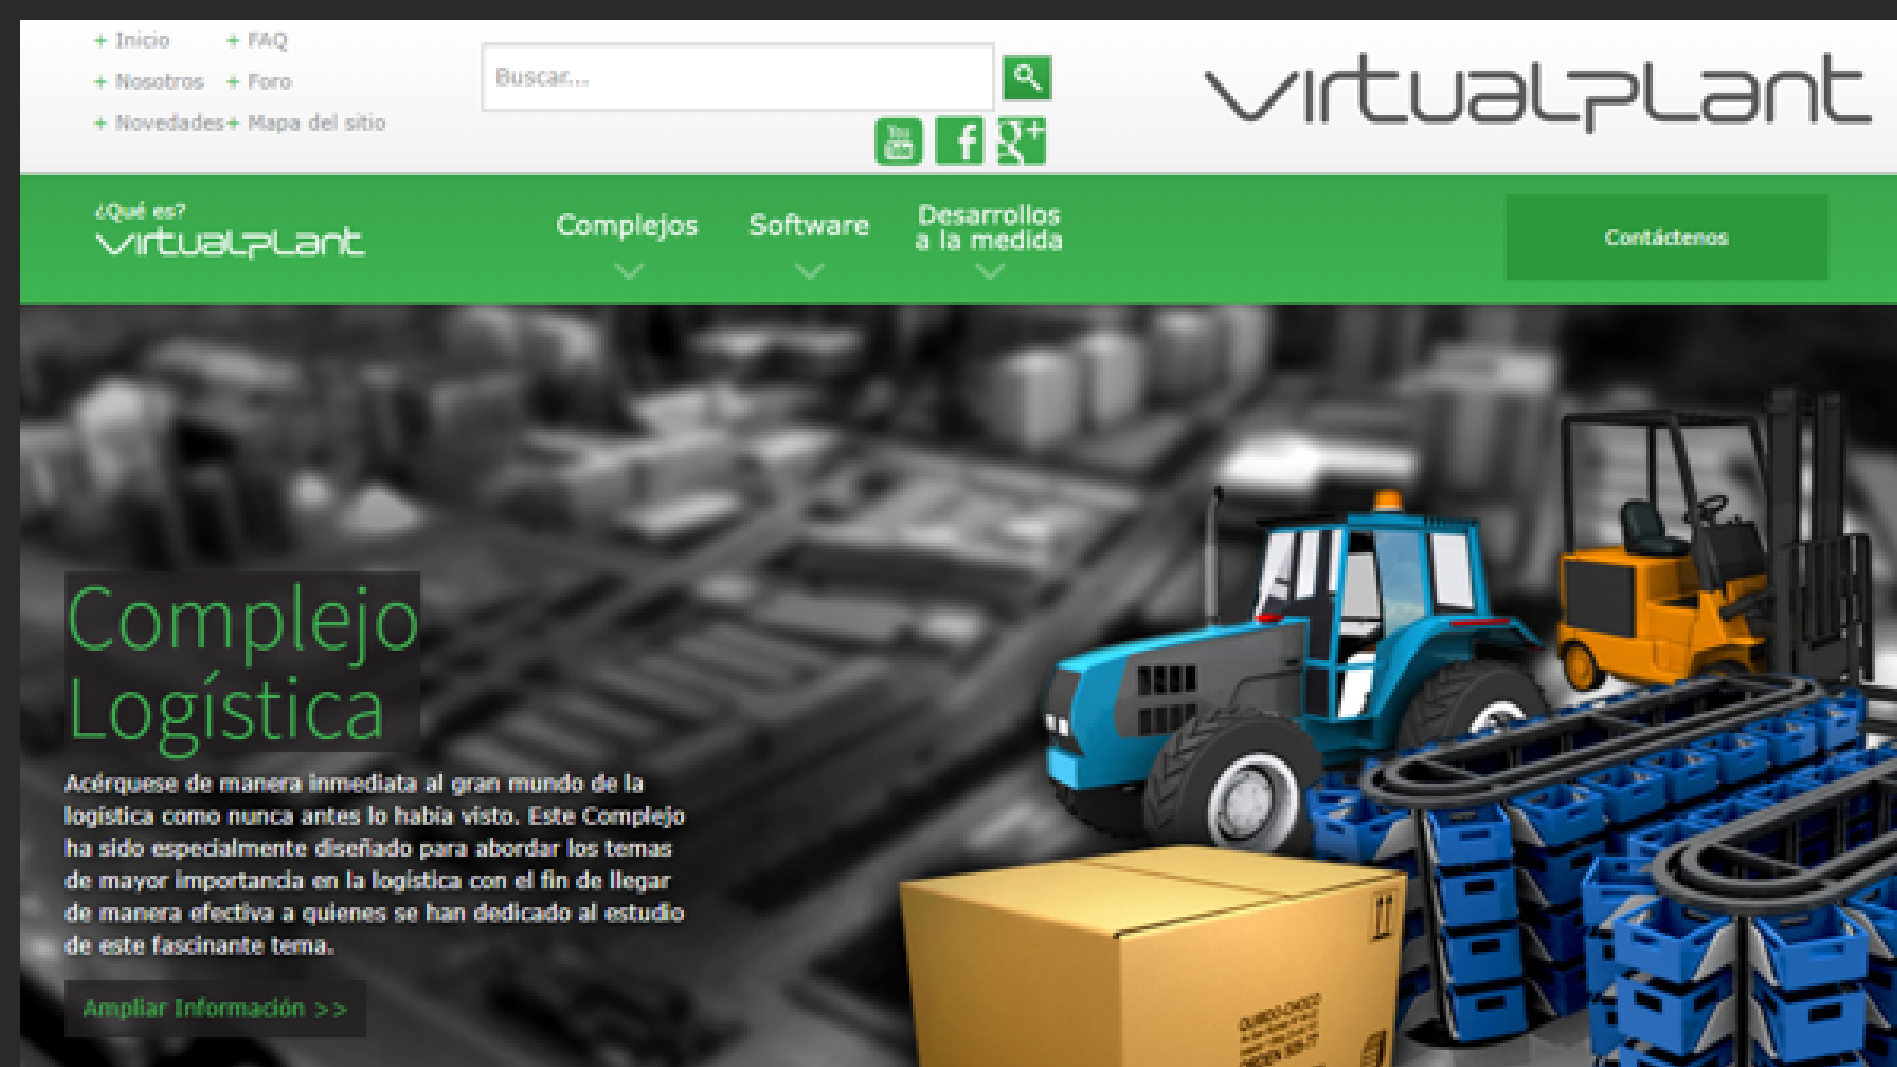 + Inicio
+ FAQ
+ Nosotros
+ Foro
+ Novedades
+ Mapa del sitio
Buscar...
You
g+
virtualplant
¿Qué es?
virtualplant
Complejos
Software
Desarrollos
a la medida
Contáctenos
Complejo
Logística
Acérquese de manera inmediata al gran mundo de la
logística como nunca antes lo había visto. Este Complejo
ha sido especialmente diseñado para abordar los temas
de mayor importancia en la logística con el fin de llegar
de manera efectiva a quienes se han dedicado al estudio
de este fascinante tema.
Ampliar Información >>